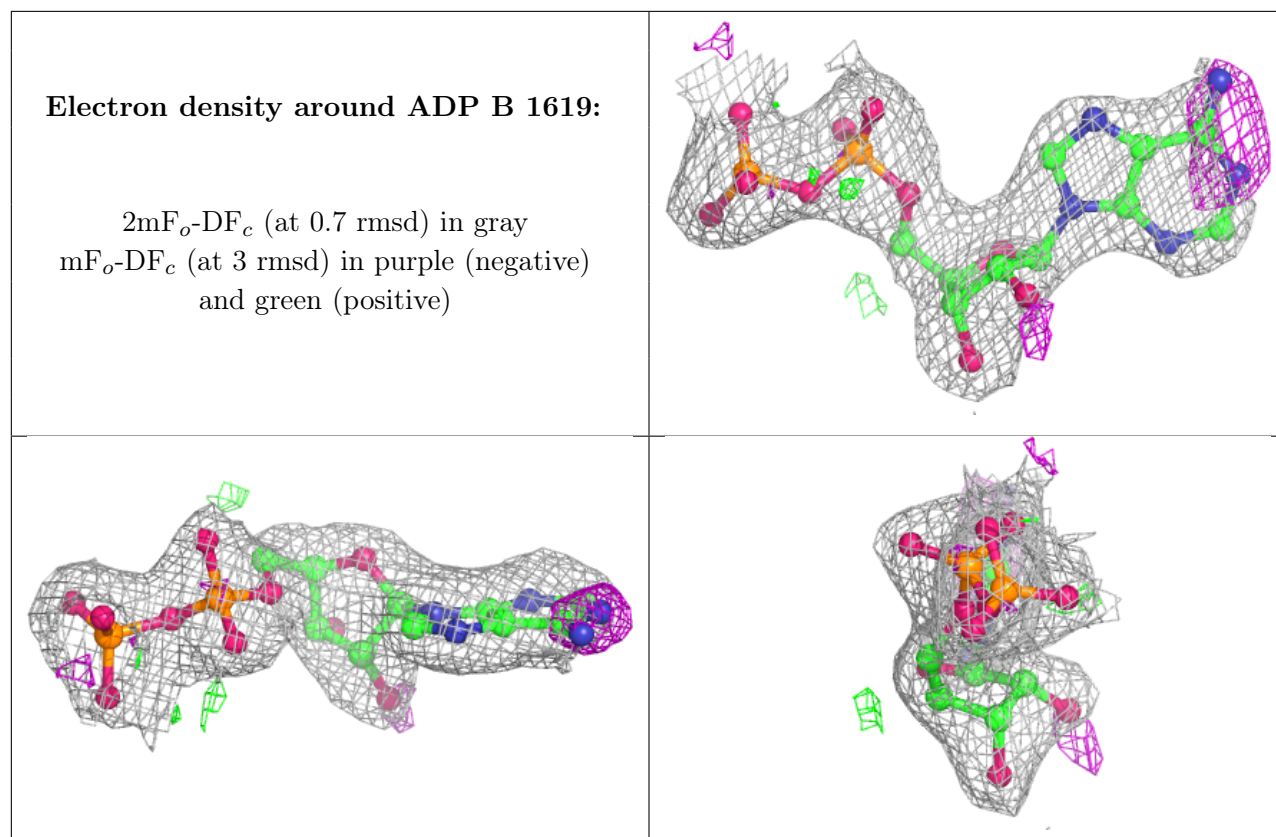 Electron density around ADP B 1619:
2mFo-DFc (at 0.7 rmsd) in gray
mFo-DFc (at 3 rmsd) in purple (negative)
and green (positive)